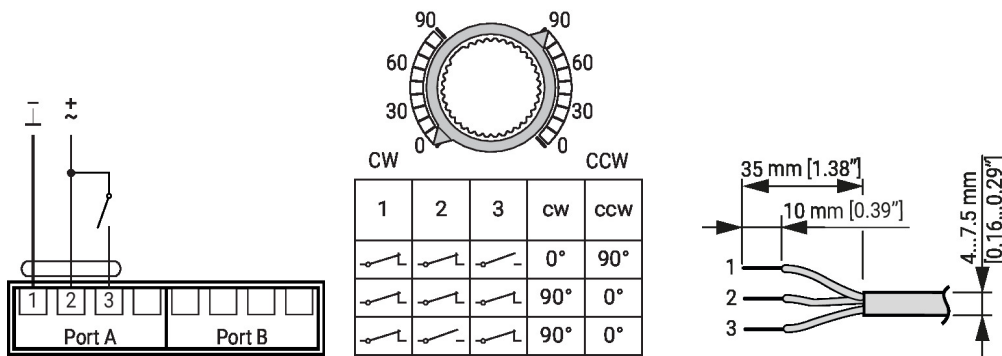 − +
⊥ ~
1 2 3
Port A Port B
90 90
60 60
30 30
0 0
CW CCW
1 2 3 CW CCW
0° 90°
90° 0°
90° 0°
35 mm [1.38"]
10 mm [0.39"]
1
2
3
4...7.5 mm
[0.16...0.29"]